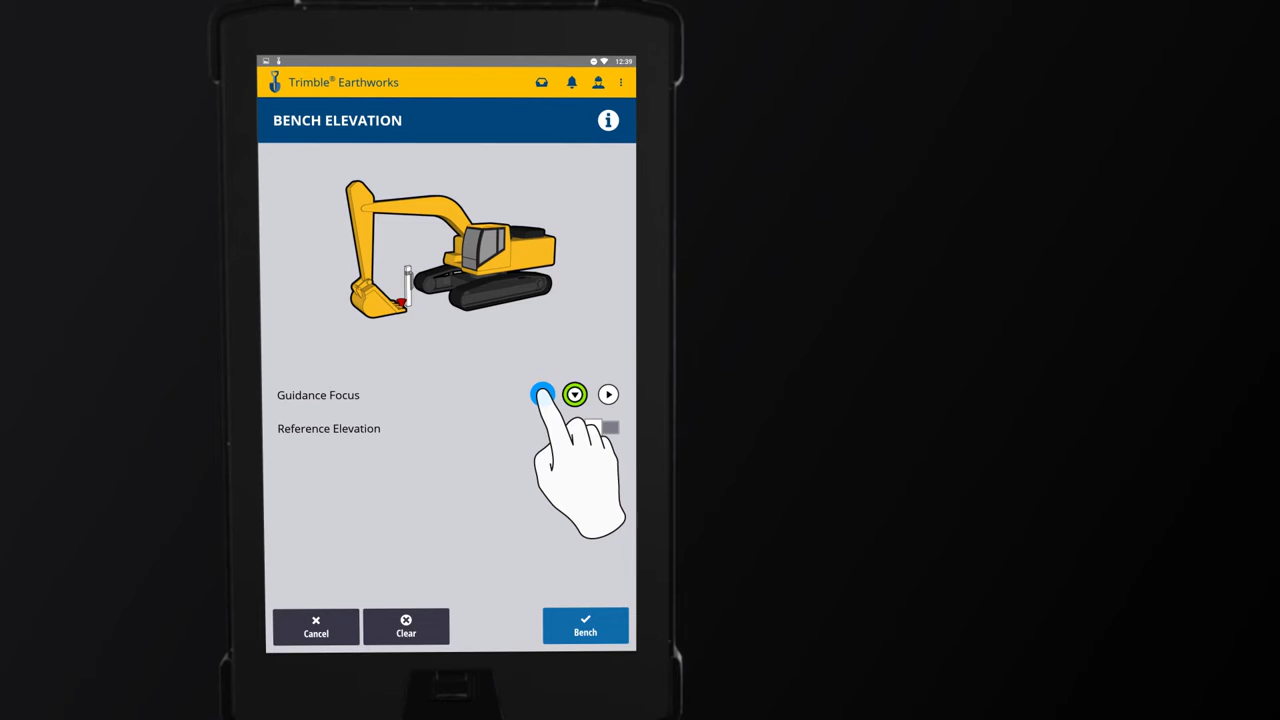 12:39
Trimble® Earthworks
BENCH ELEVATION
Guidance Focus
Reference Elevation
Cancel
Clear
Bench